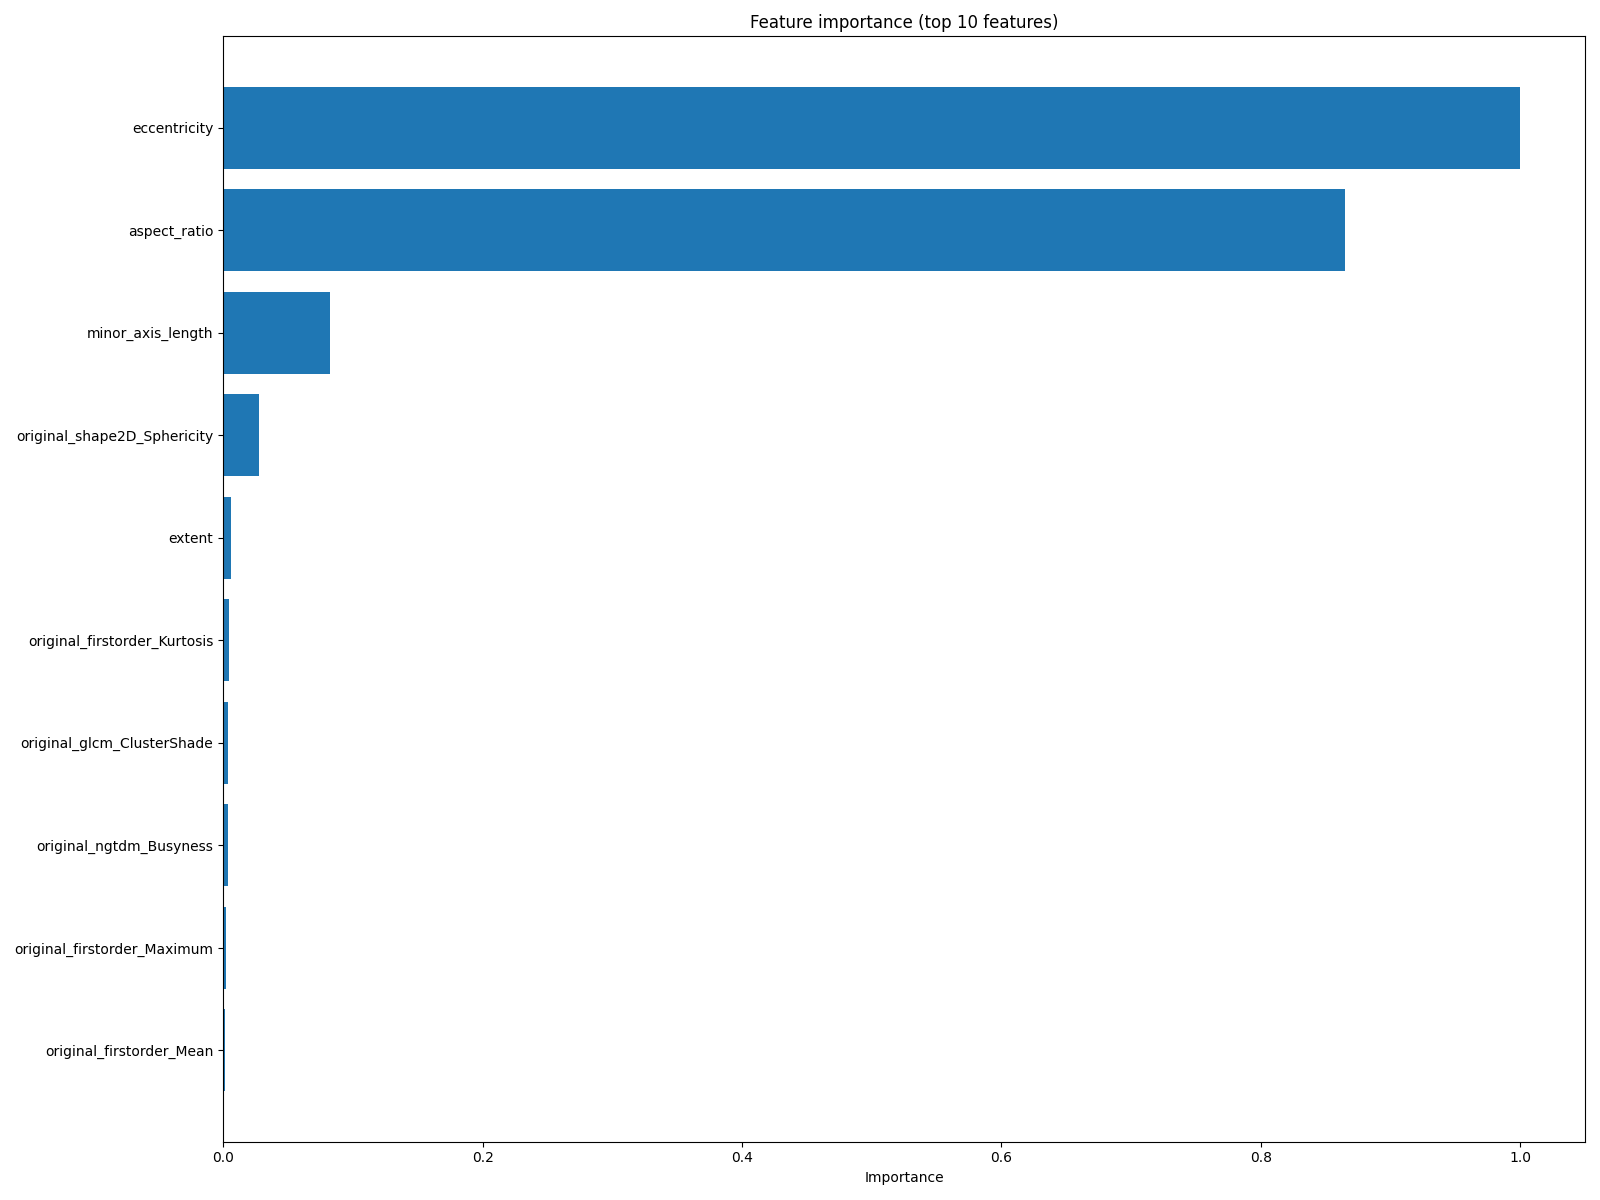 Feature importance (top 10 features)
eccentricity
aspect_ratio
minor_axis_length
original_shape2D_Sphericity
extent
original_firstorder_Kurtosis
original_glcm_ClusterShade
original_ngtdm_Busyness
original_firstorder_Maximum
original_firstorder_Mean
0.0 0.2 0.4 0.6 0.8 1.0
Importance